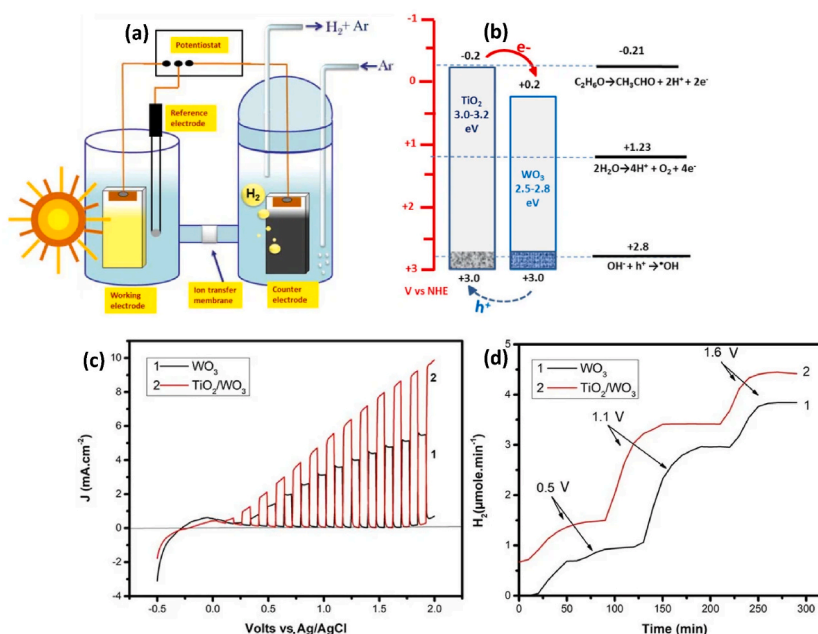 (a)
Potentiostat
H₂+ Ar
Ar
Reference
electrode
H₂
Working
electrode
Ion transfer
membrane
Counter
electrode
(b)
-1
0
+1
+2
+3
V vs NHE
-0.2
e-
+0.2
TiO₂
3.0-3.2
eV
WO₃
2.5-2.8
eV
+3.0
+3.0
h⁺
-0.21
C₂H₆O→CH₃CHO + 2H⁺ + 2e⁻
+1.23
2H₂O→4H⁺ + O₂ + 4e⁻
+2.8
OH⁻ + h⁺ →•OH
(c)
1 WO₃
2 TiO₂/WO₃
2
1
10
8
6
4
2
0
-2
-4
J (mA.cm⁻²)
-0.5 0.0 0.5 1.0 1.5 2.0
Volts vs Ag/AgCl
(d)
1 WO₃
2 TiO₂/WO₃
1.6 V
1.1 V
0.5 V
2
1
5
4
3
2
1
0
H₂(μmole.min⁻¹)
0 50 100 150 200 250 300
Time (min)